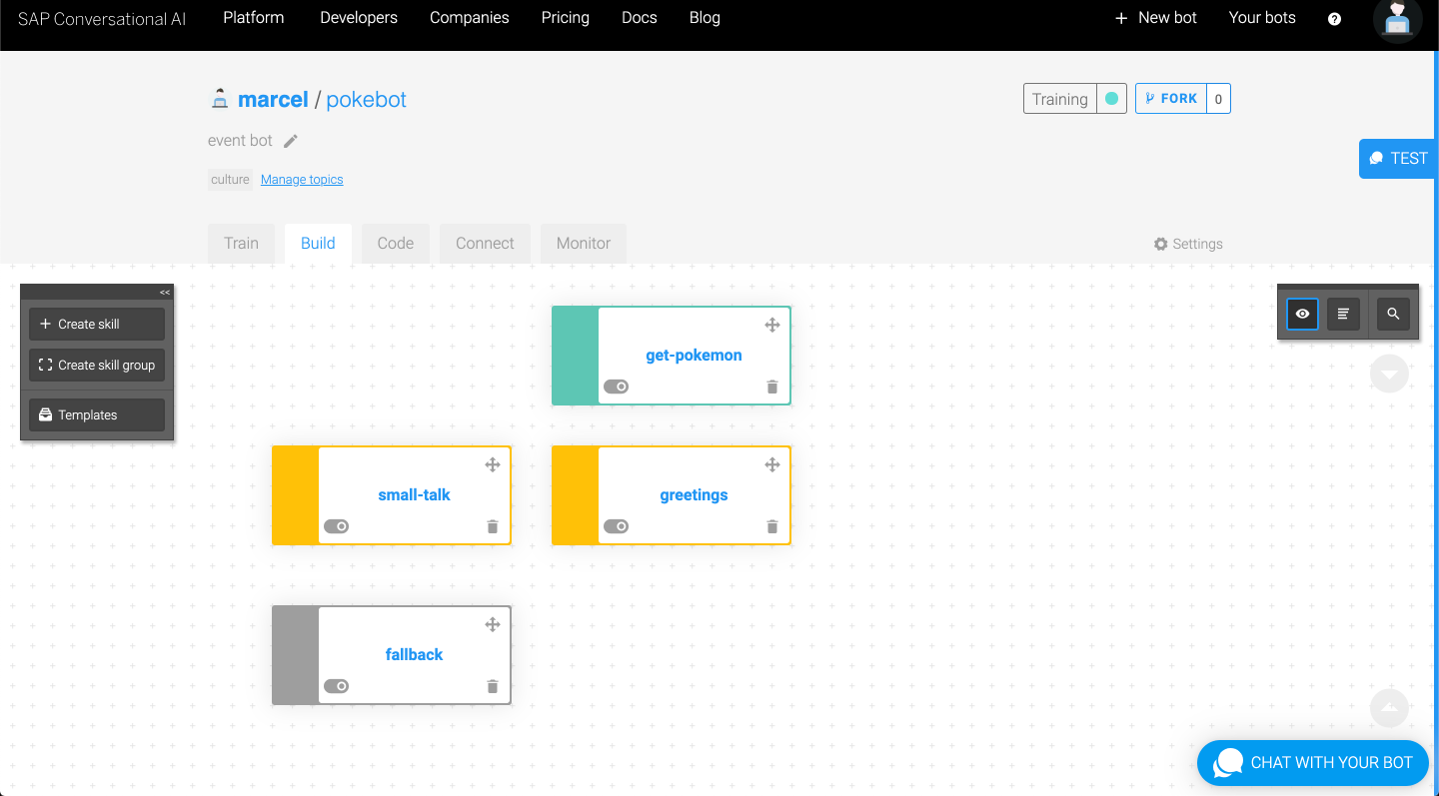 SAP Conversational AI Platform Developers Companies Pricing Docs Blog + New bot Your bots ?
marcel / pokebot
Training FORK 0
event bot
TEST
culture Manage topics
Train Build Code Connect Monitor Settings
<<
+ Create skill
Create skill group
Templates
get-pokemon
small-talk
greetings
fallback
CHAT WITH YOUR BOT